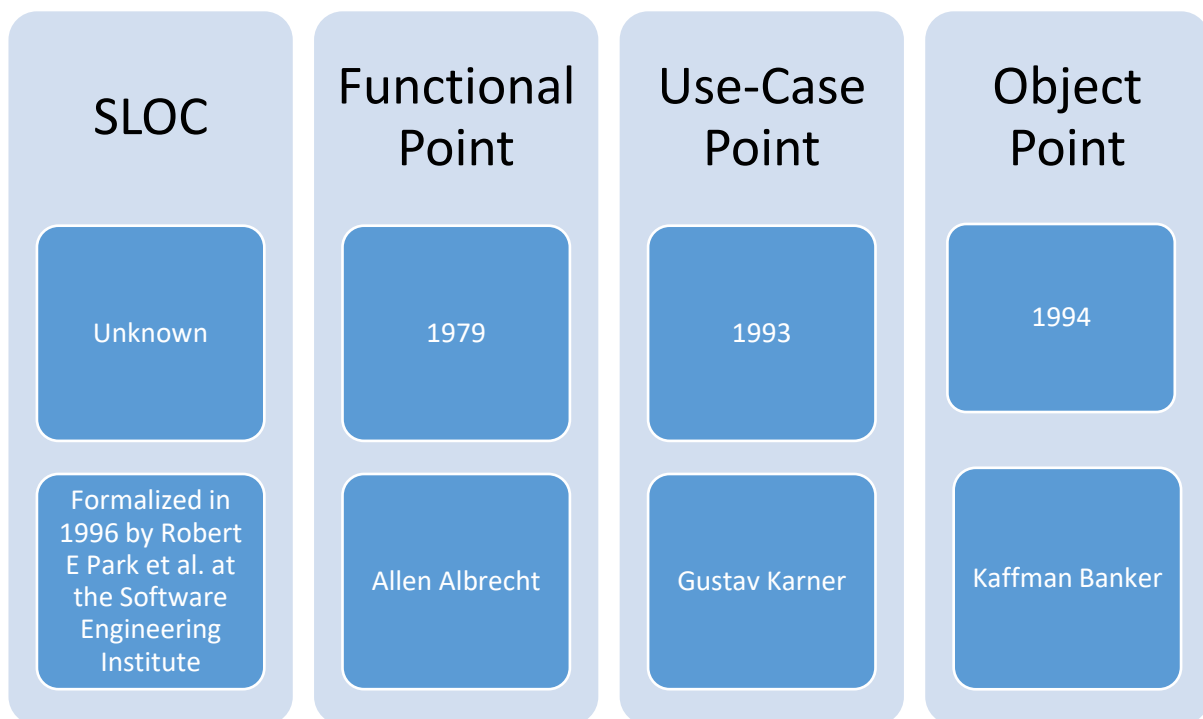 SLOC
Unknown
Formalized in
1996 by Robert
E Park et al. at
the Software
Engineering
Institute
Functional
Point
1979
Allen Albrecht
Use-Case
Point
1993
Gustav Karner
Object
Point
1994
Kaffman Banker